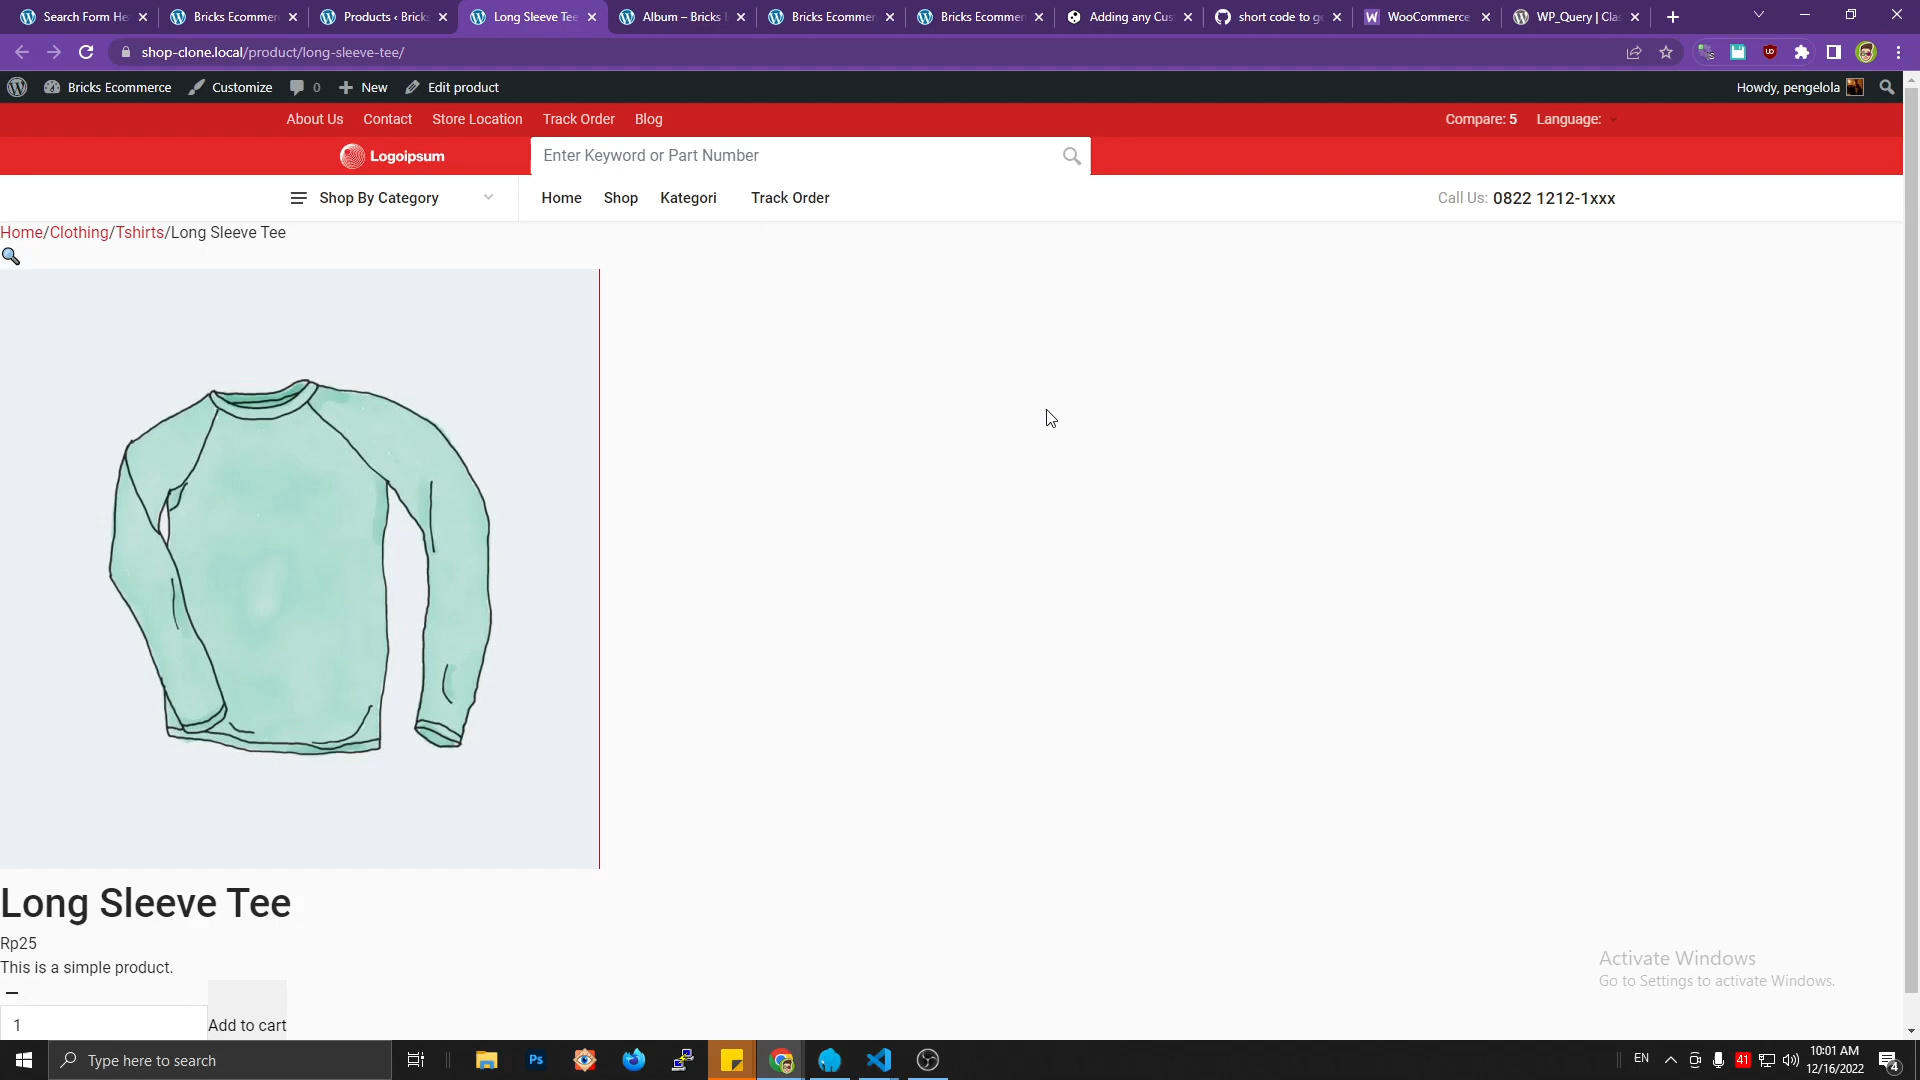 Search Form He
Bricks Ecommer
Products ‹ Bricks
Long Sleeve Tee
Album – Bricks
Bricks Ecommer
Bricks Ecommer
Adding any Cus
short code to g
WooCommerce
WP_Query | Cla
shop-clone.local/product/long-sleeve-tee/
Bricks Ecommerce
Customize
0
New
Edit product
Howdy, pengelola
About Us
Contact
Store Location
Track Order
Blog
Compare: 5
Language:
Logoipsum
Enter Keyword or Part Number
Shop By Category
Home
Shop
Kategori
Track Order
Call Us: 0822 1212-1xxx
Home/Clothing/Tshirts/Long Sleeve Tee
Long Sleeve Tee
Rp25
This is a simple product.
1
Add to cart
Activate Windows
Go to Settings to activate Windows.
Type here to search
Ps
EN
41
10:01 AM
12/16/2022
4